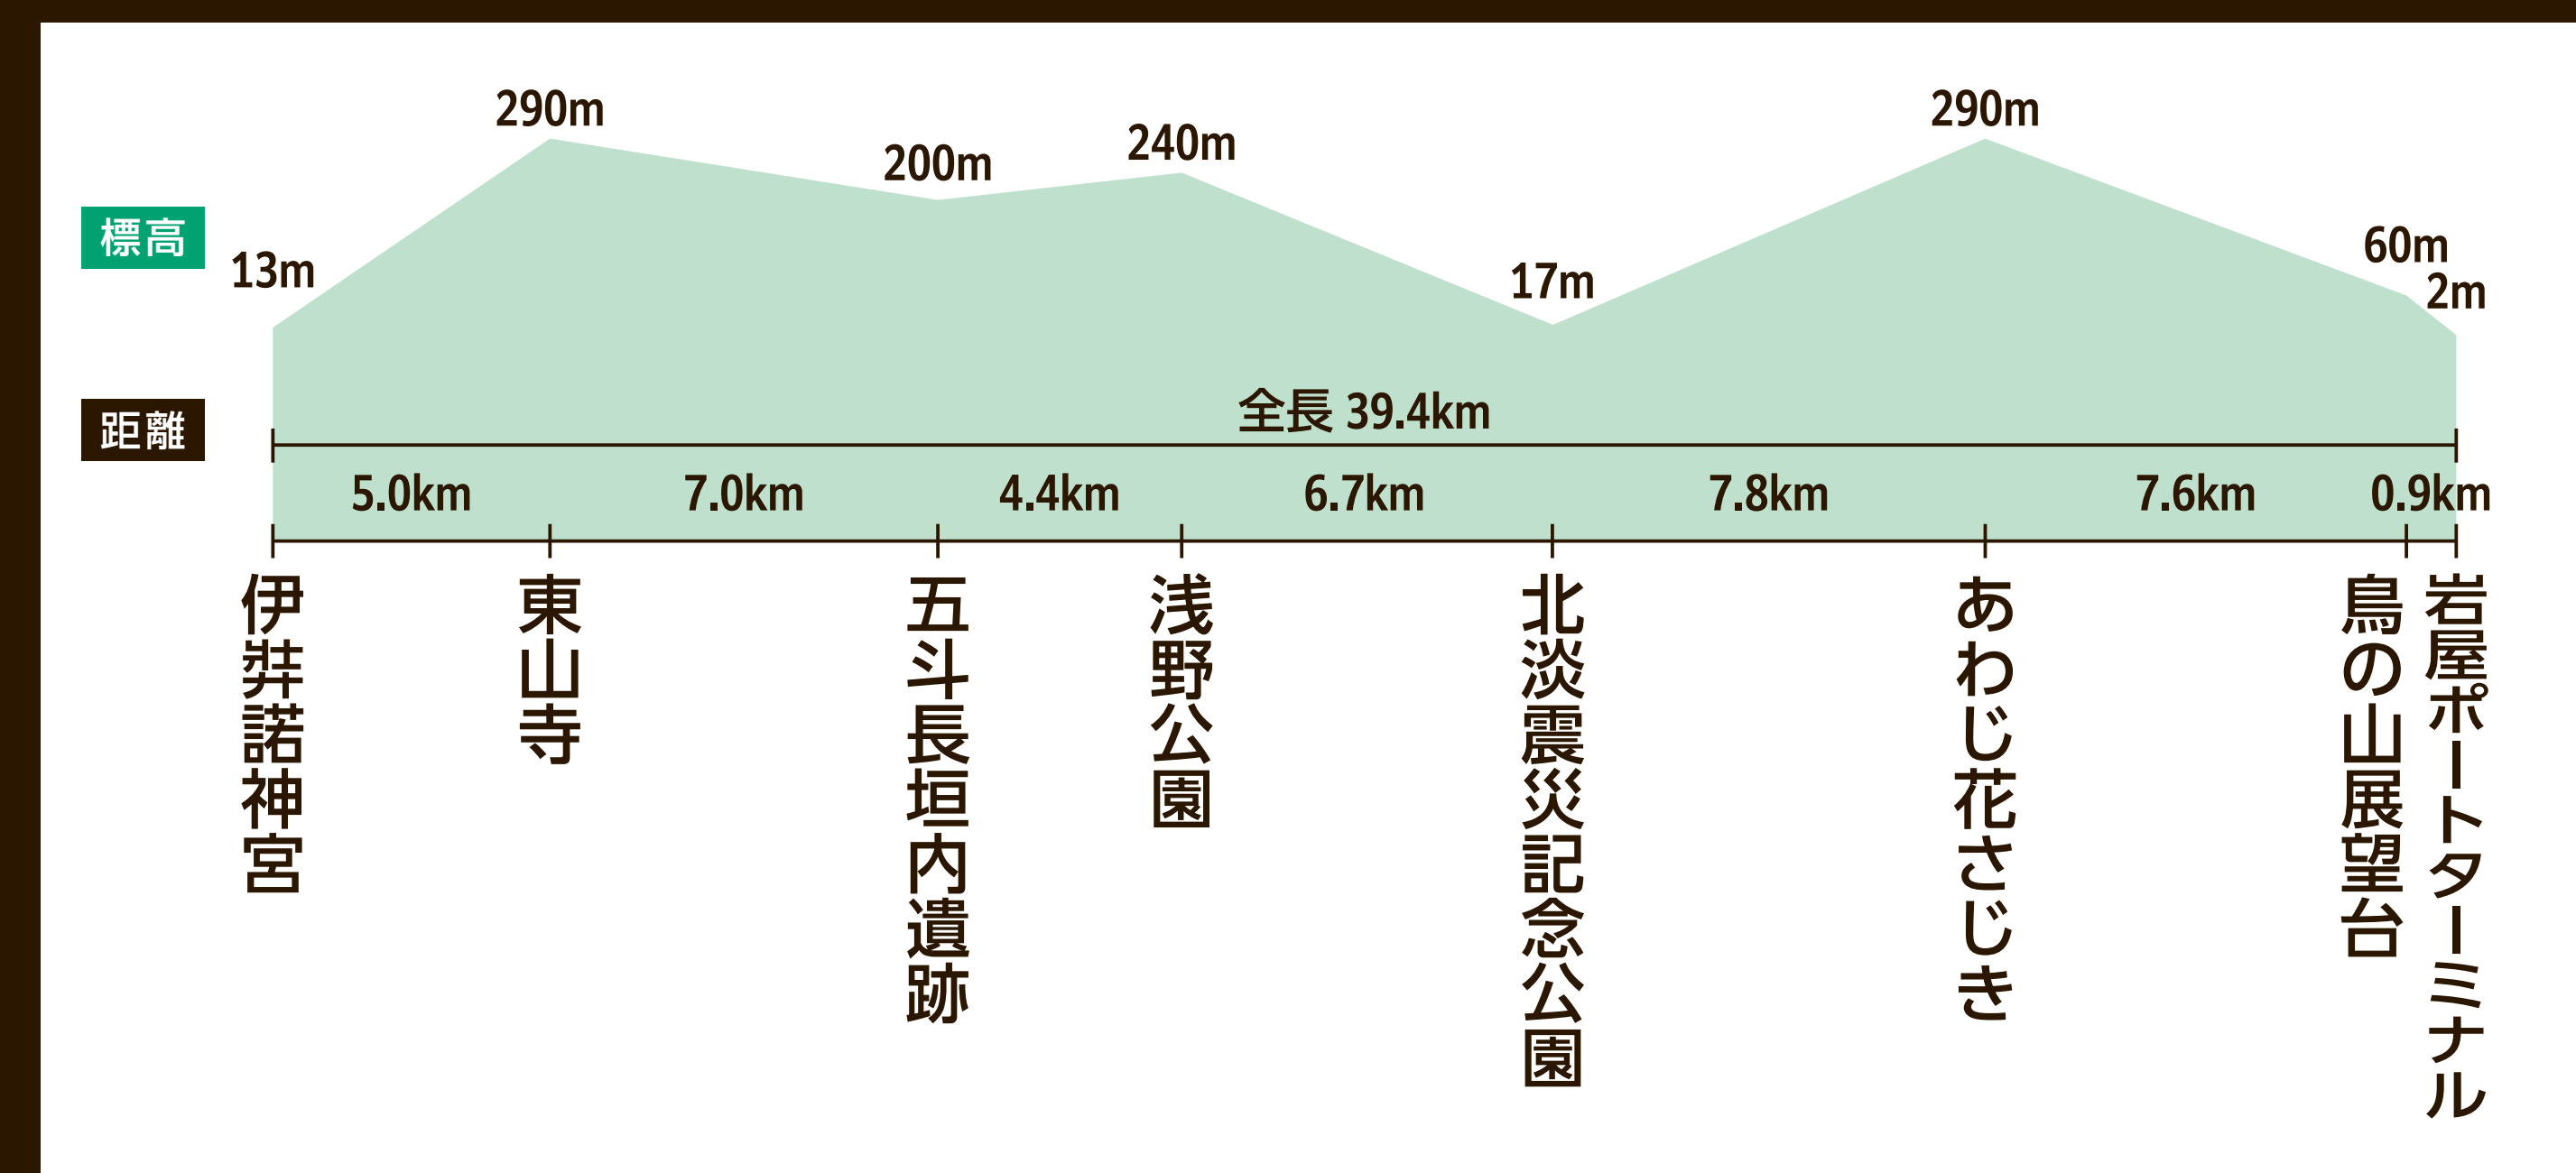 290m
290m
240m
200m
標高
60m
13m
17m
2m
距離
全長 39.4km
5.0km
7.0km
4.4km
6.7km
7.8km
7.6km
0.9km
伊弉諾神宮
東山寺
五斗長垣内遺跡
浅野公園
北淡震災記念公園
あわじ花さじき
鳥の山展望台
岩屋ポートターミナル